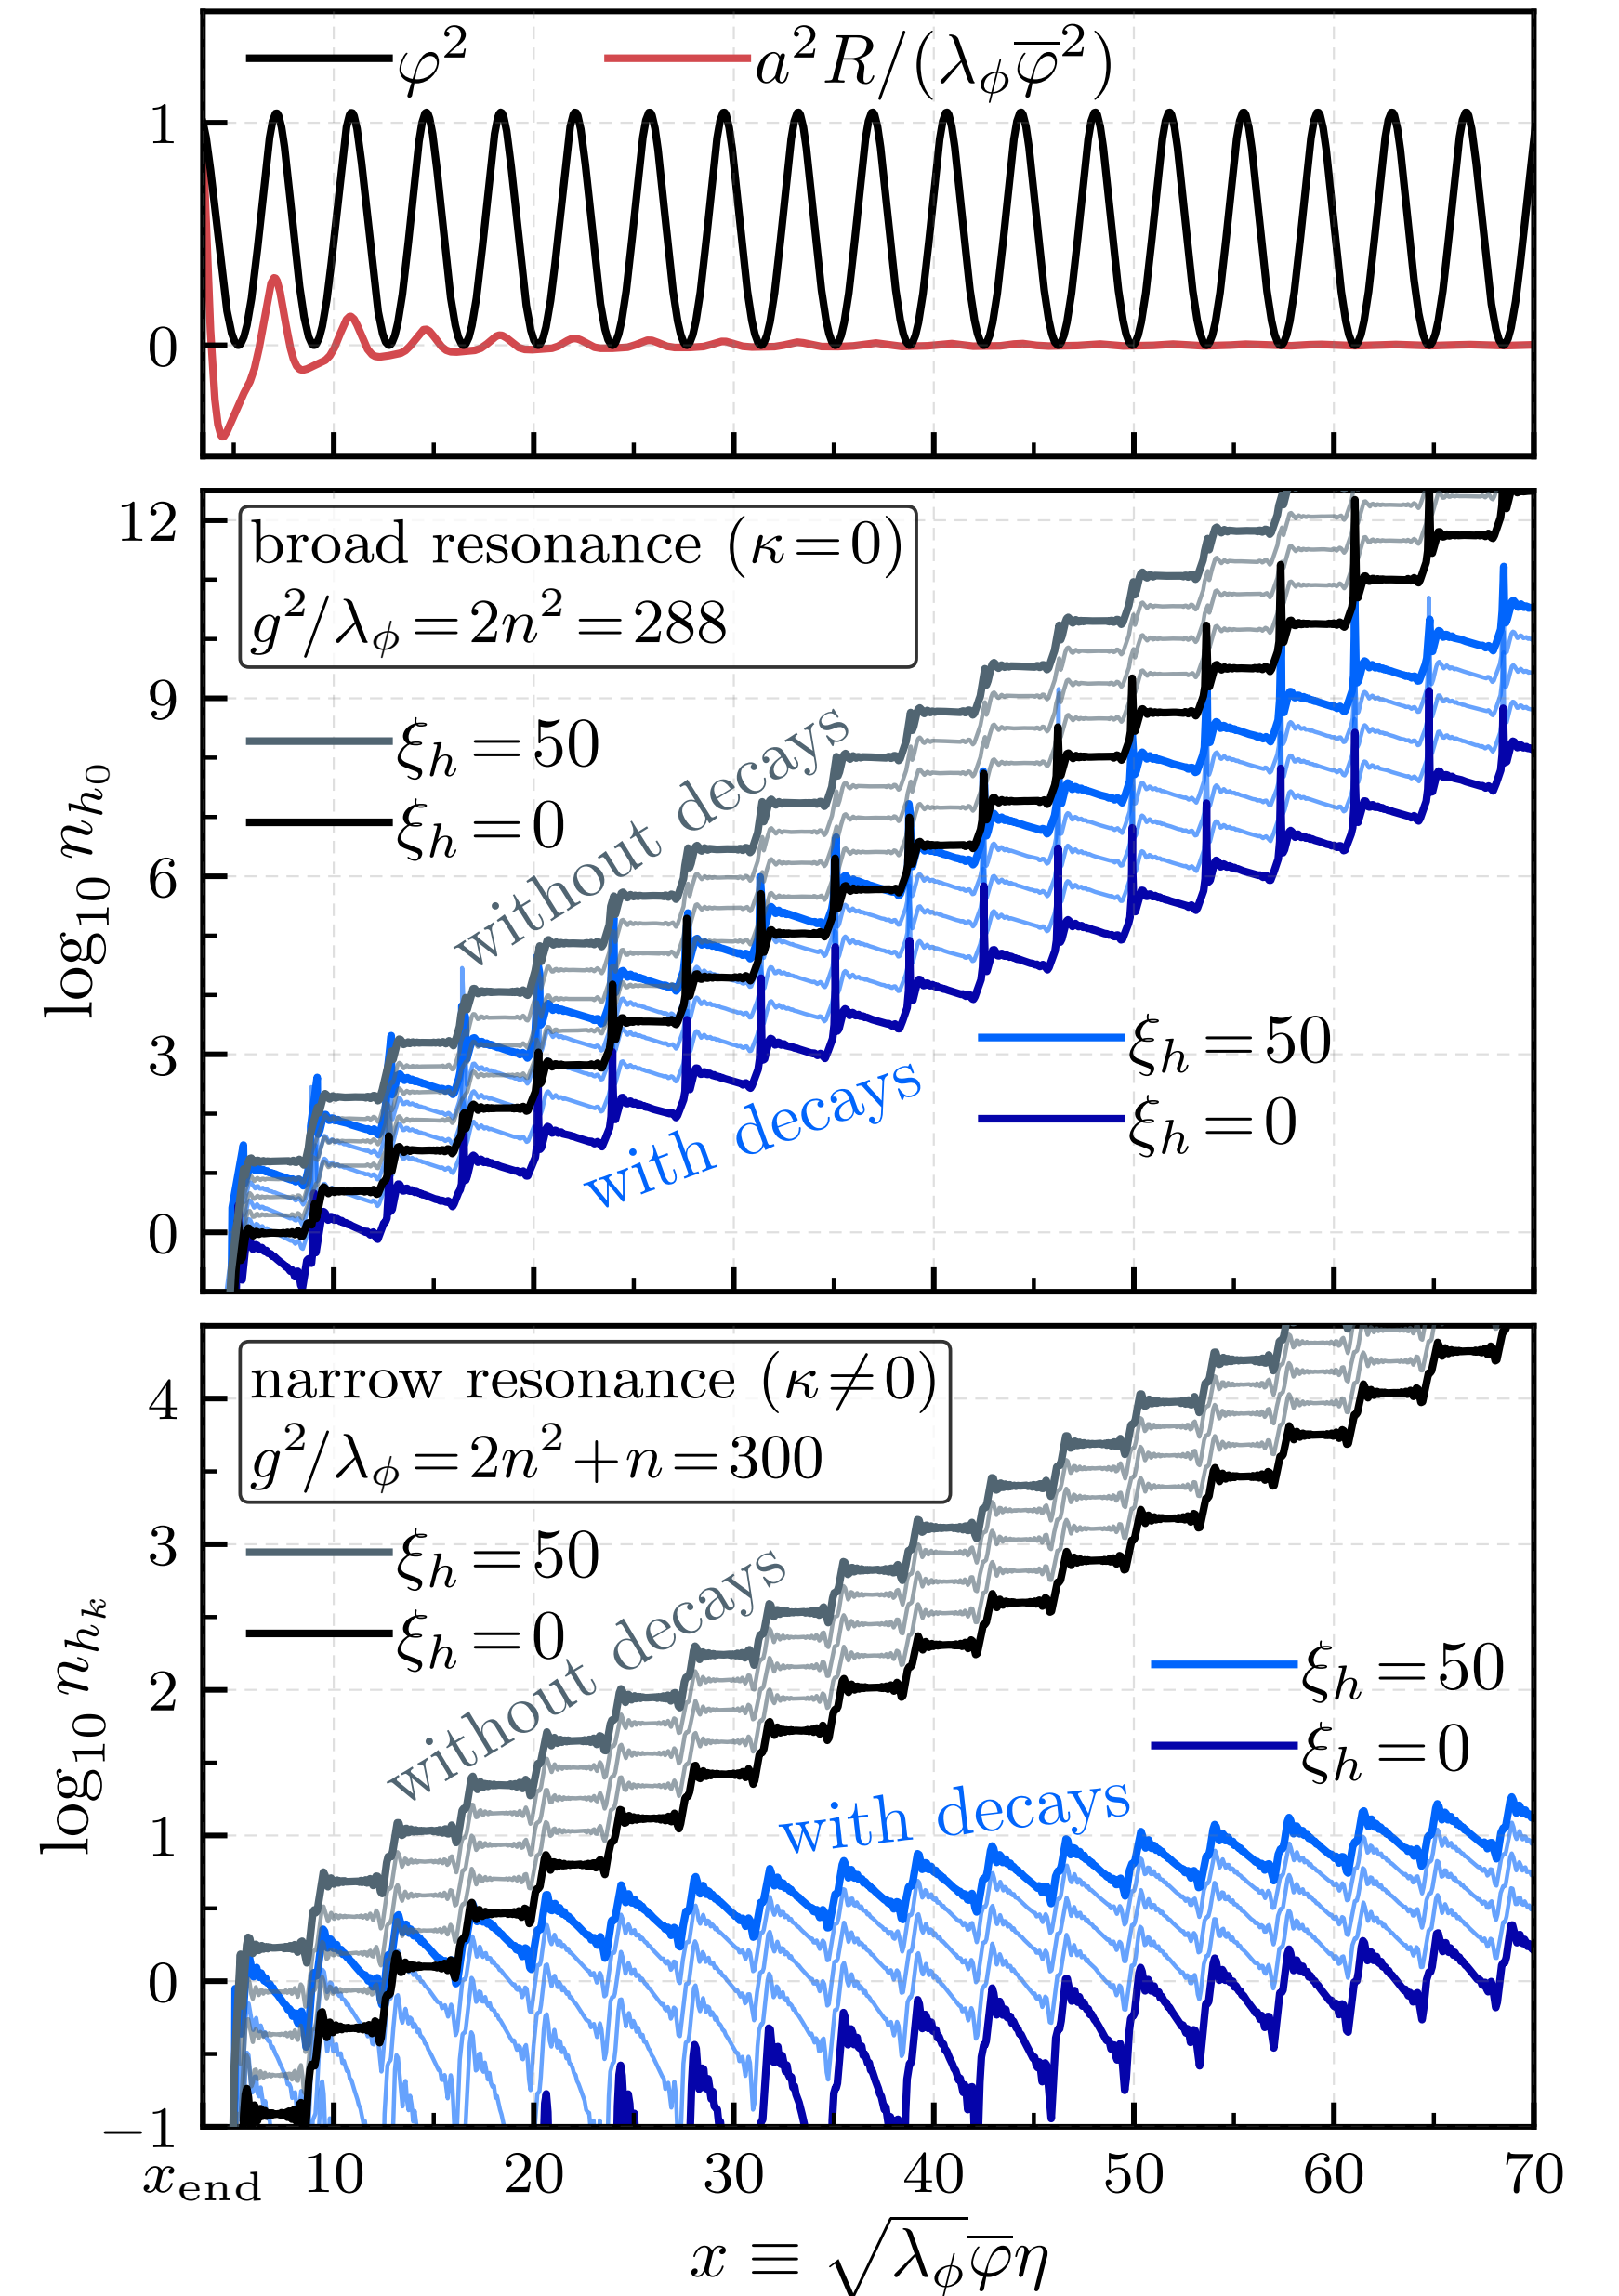 φ² a²R/(λ_ϕ φ̅²)
1
0
broad resonance (κ=0)
g²/λ_ϕ=2n²=288
12
9
6
3
0
log₁₀ n_{h₀}
ξ_h=50
ξ_h=0
without decays
with decays
ξ_h=50
ξ_h=0
narrow resonance (κ≠0)
g²/λ_ϕ=2n²+n=300
4
3
2
1
0
−1
log₁₀ n_{h_k}
ξ_h=50
ξ_h=0
without decays
with decays
ξ_h=50
ξ_h=0
x_end 10 20 30 40 50 60 70
x ≡ √λ_ϕ φ̅η